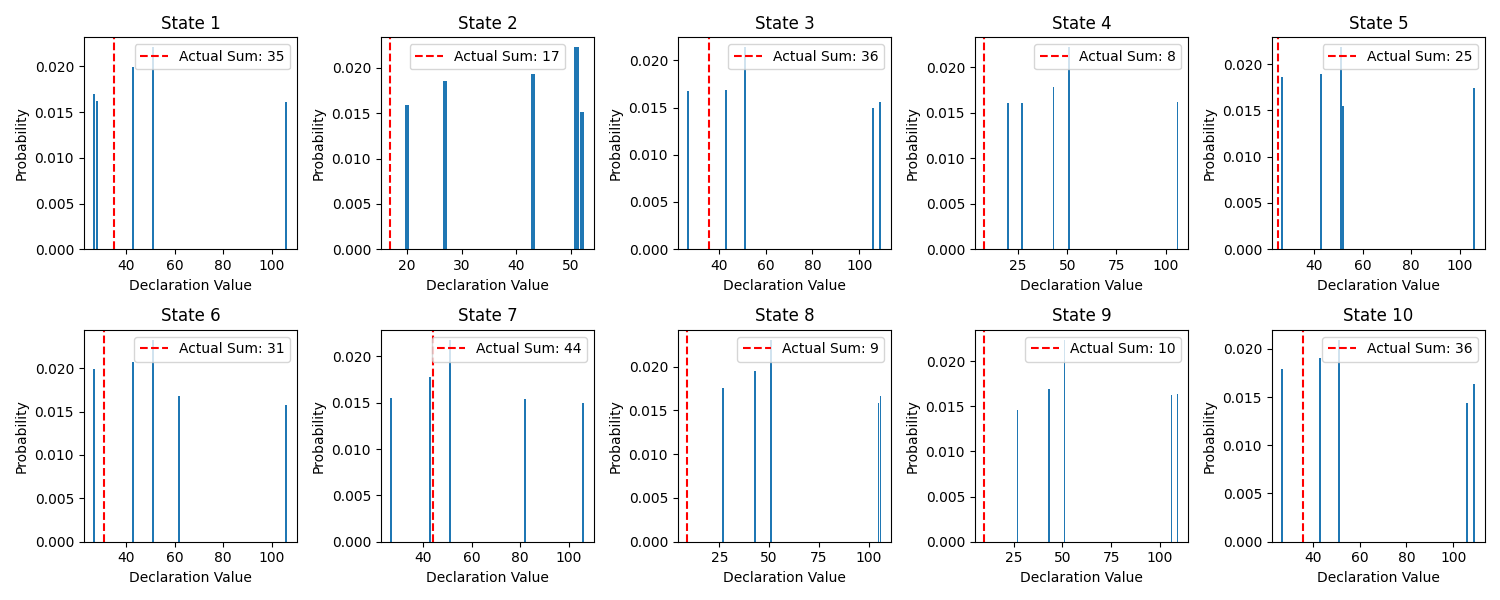 State 1
State 2
State 3
State 4
State 5
Actual Sum: 35
Actual Sum: 17
Actual Sum: 36
Actual Sum: 8
Actual Sum: 25
Probability
0.020
0.015
0.010
0.005
0.000
40 60 80 100
Declaration Value
Probability
0.020
0.015
0.010
0.005
0.000
20 30 40 50
Declaration Value
Probability
0.020
0.015
0.010
0.005
0.000
40 60 80 100
Declaration Value
Probability
0.020
0.015
0.010
0.005
0.000
25 50 75 100
Declaration Value
Probability
0.020
0.015
0.010
0.005
0.000
40 60 80 100
Declaration Value
State 6
State 7
State 8
State 9
State 10
Actual Sum: 31
Actual Sum: 44
Actual Sum: 9
Actual Sum: 10
Actual Sum: 36
Probability
0.020
0.015
0.010
0.005
0.000
40 60 80 100
Declaration Value
Probability
0.020
0.015
0.010
0.005
0.000
40 60 80 100
Declaration Value
Probability
0.020
0.015
0.010
0.005
0.000
25 50 75 100
Declaration Value
Probability
0.020
0.015
0.010
0.005
0.000
25 50 75 100
Declaration Value
Probability
0.020
0.015
0.010
0.005
0.000
40 60 80 100
Declaration Value